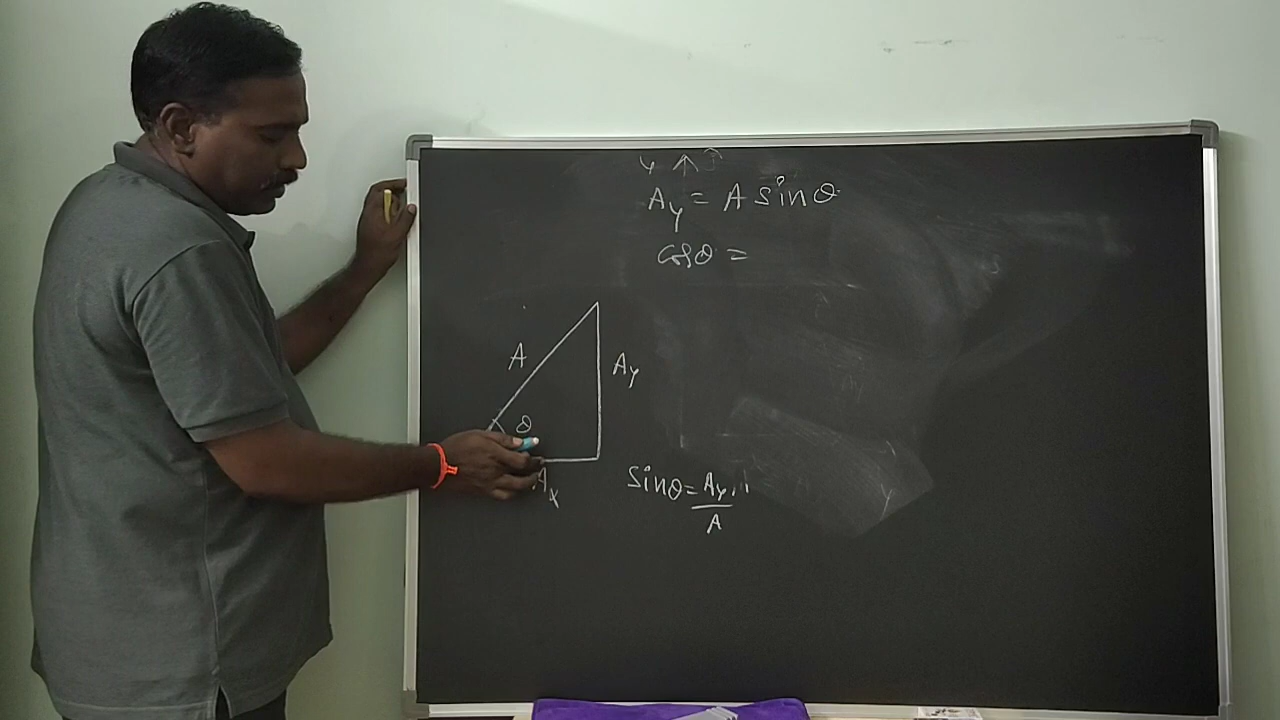 Ay = A sinθ
cosθ =
A
Ay
θ
Ax
sinθ = Ay
A